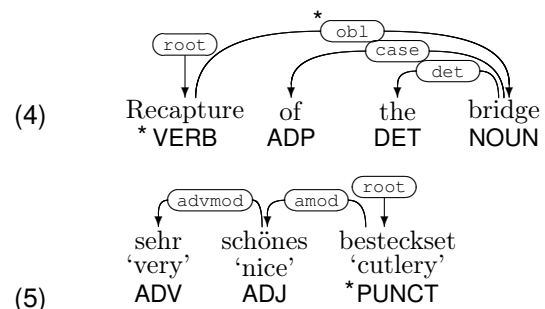 * obl
root case
det
(4) Recapture of the bridge
* VERB ADP DET NOUN
advmod amod root
sehr schönes besteckset
‘very’ ‘nice’ ‘cutlery’
(5) ADV ADJ *PUNCT